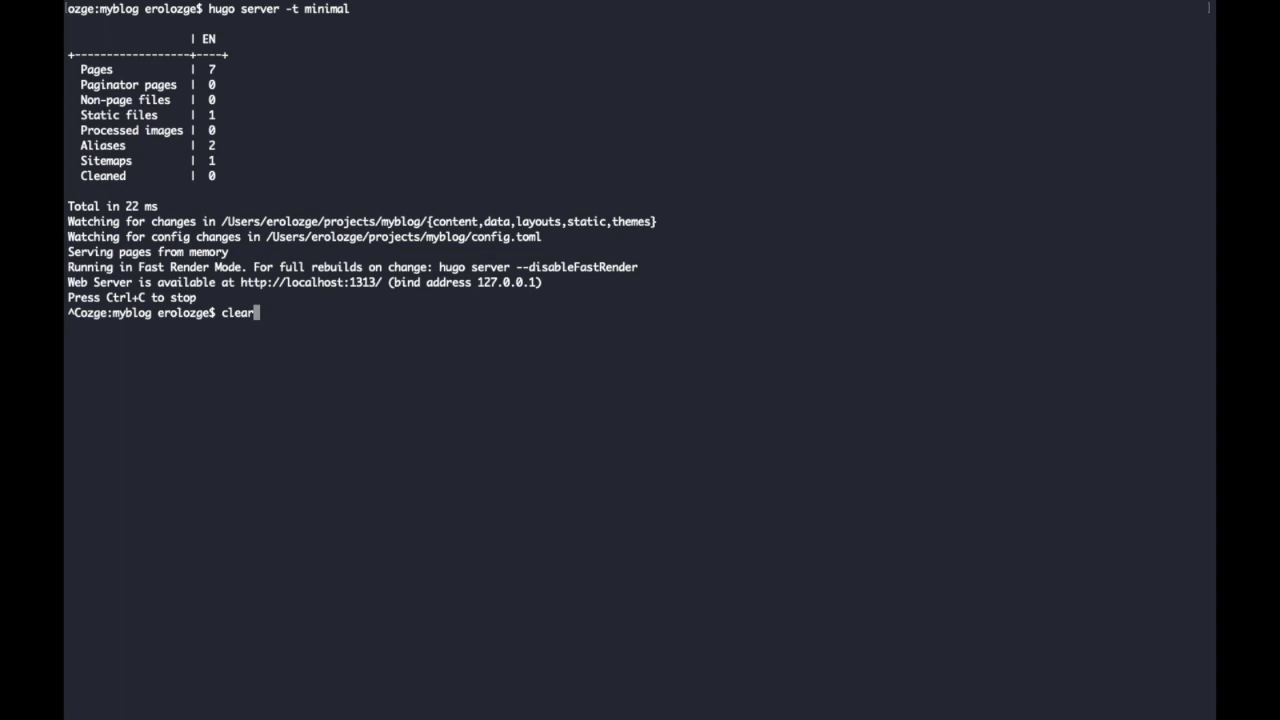 ozge:myblog erolozge$ hugo server -t minimal
| EN
+------------------+----+
Pages | 7
Paginator pages | 0
Non-page files | 0
Static files | 1
Processed images | 0
Aliases | 2
Sitemaps | 1
Cleaned | 0
Total in 22 ms
Watching for changes in /Users/erolozge/projects/myblog/{content,data,layouts,static,themes}
Watching for config changes in /Users/erolozge/projects/myblog/config.toml
Serving pages from memory
Running in Fast Render Mode. For full rebuilds on change: hugo server --disableFastRender
Web Server is available at http://localhost:1313/ (bind address 127.0.0.1)
Press Ctrl+C to stop
^Cozge:myblog erolozge$ clear